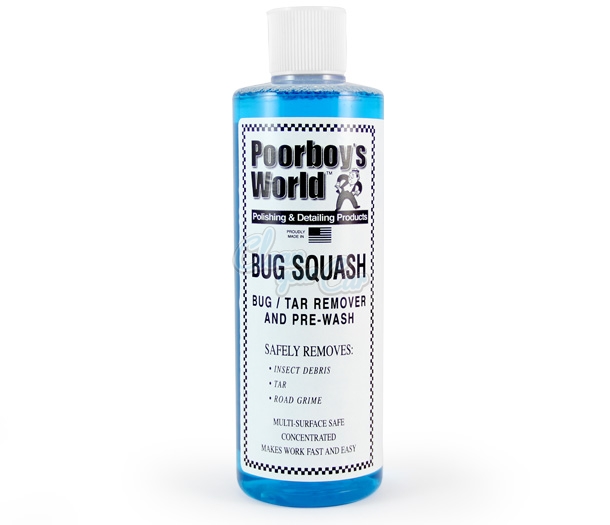 Poorboy's
World™
Polishing & Detailing Products
PROUDLY
MADE IN
BUG SQUASH
BUG / TAR REMOVER
AND PRE-WASH
SAFELY REMOVES:
• INSECT DEBRIS
• TAR
• ROAD GRIME
MULTI-SURFACE SAFE
CONCENTRATED
MAKES WORK FAST AND EASY